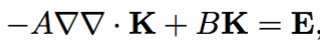 −A∇∇ · 𝐊 + B𝐊 = 𝐄,